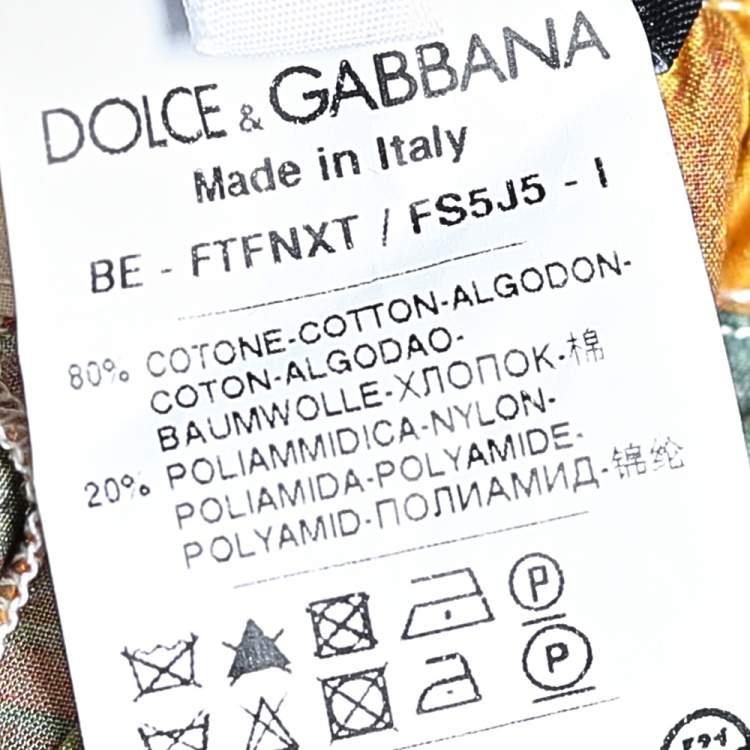 DOLCE & GABBANA
Made in Italy
BE - FTFNXT / FS5J5 - I
80% COTONE-COTTON-ALGODON-
COTON-ALGODAO-
BAUMWOLLE-ХЛОПОК-棉
20% POLIAMMIDICA-NYLON-
POLIAMIDA-POLYAMIDE-
POLYAMID-ПОЛИАМИД-锦纶
P
P